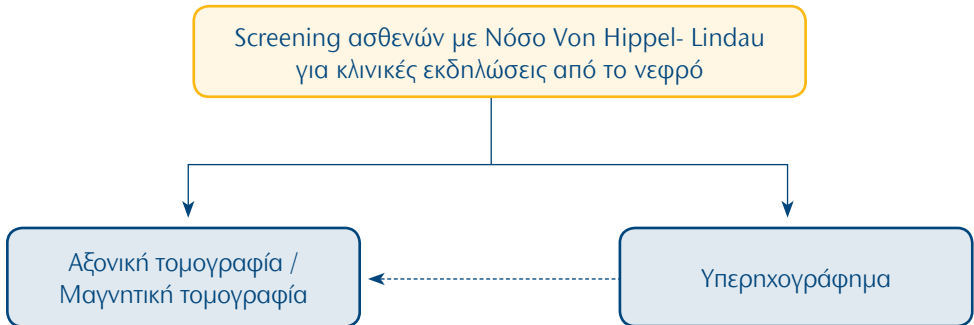 Screening ασθενών με Νόσο Von Hippel- Lindau
για κλινικές εκδηλώσεις από το νεφρό
Αξονική τομογραφία /
Μαγνητική τομογραφία
Υπερηχογράφημα